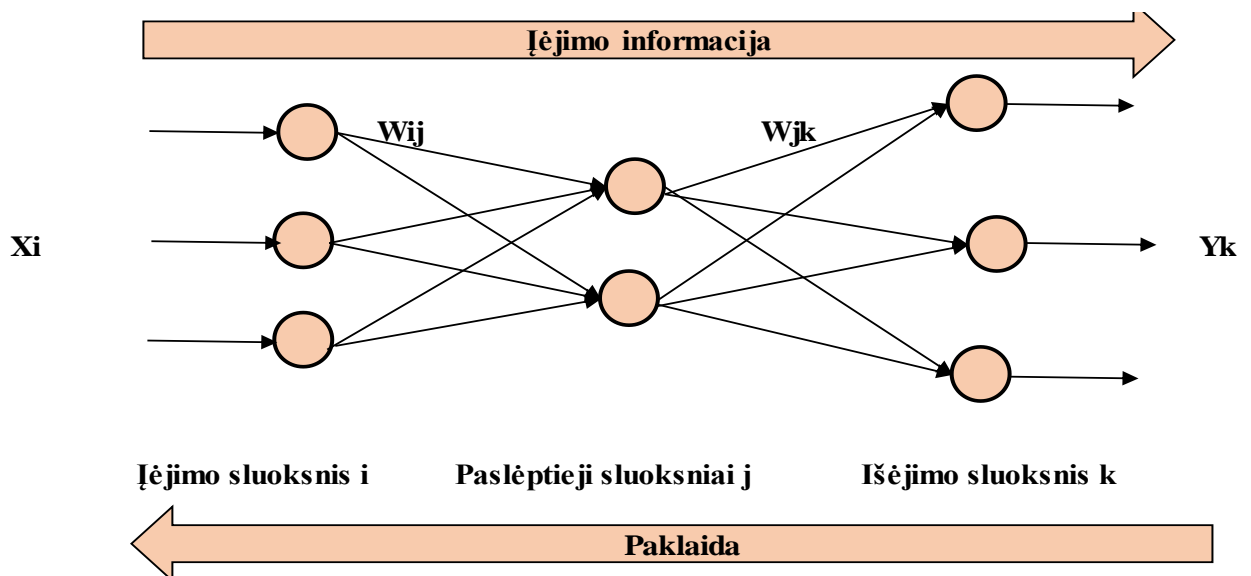 Įėjimo informacija
Wij
Wjk
Xi
Yk
Įėjimo sluoksnis i
Paslėptieji sluoksniai j
Išėjimo sluoksnis k
Paklaida